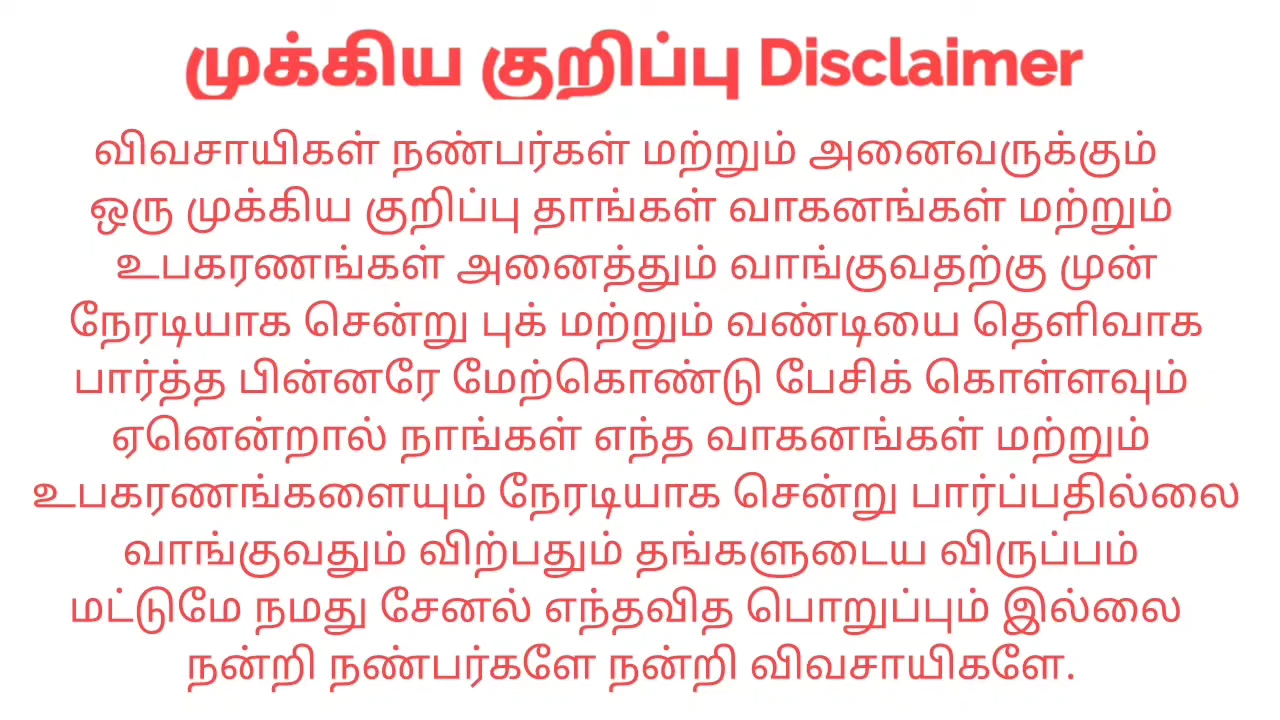 முக்கிய குறிப்பு Disclaimer
விவசாயிகள் நண்பர்கள் மற்றும் அனைவருக்கும்
ஒரு முக்கிய குறிப்பு தாங்கள் வாகனங்கள் மற்றும்
உபகரணங்கள் அனைத்தும் வாங்குவதற்கு முன்
நேரடியாக சென்று புக் மற்றும் வண்டியை தெளிவாக
பார்த்த பின்னரே மேற்கொண்டு பேசிக் கொள்ளவும்
ஏனென்றால் நாங்கள் எந்த வாகனங்கள் மற்றும்
உபகரணங்களையும் நேரடியாக சென்று பார்ப்பதில்லை
வாங்குவதும் விற்பதும் தங்களுடைய விருப்பம்
மட்டுமே நமது சேனல் எந்தவித பொறுப்பும் இல்லை
நன்றி நண்பர்களே நன்றி விவசாயிகளே.